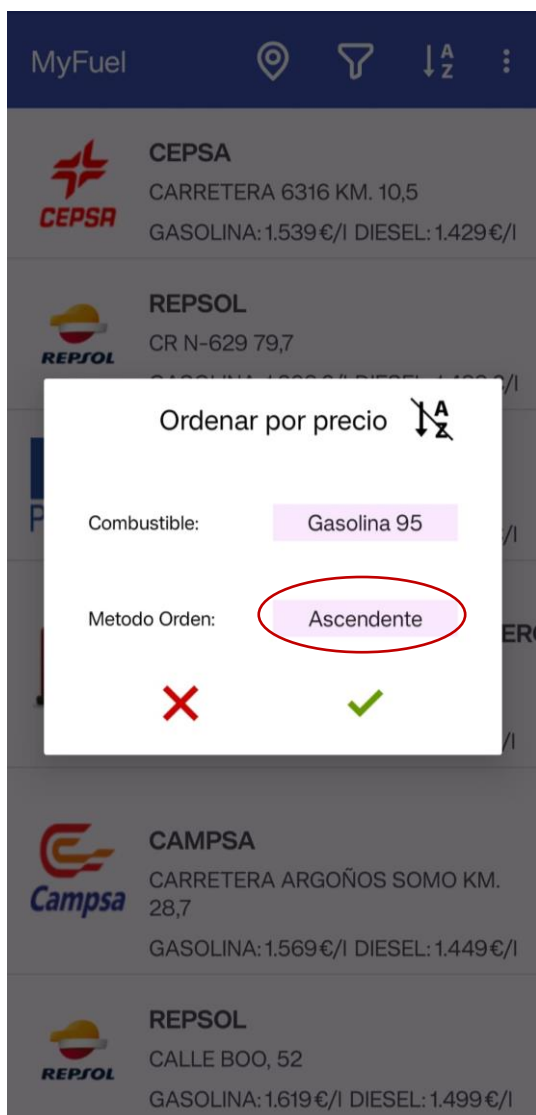 MyFuel
A
Z
CEPSA
CEPSA
CARRETERA 6316 KM. 10,5
GASOLINA: 1.539€/l DIESEL: 1.429€/l
REPSOL
REPSOL
CR N-629 79,7
€/l
Ordenar por precio
A
Z
P
Combustible: Gasolina 95
/l
Metodo Orden: Ascendente
ER
/l
CAMPSA
Campsa
CARRETERA ARGOÑOS SOMO KM.
28,7
GASOLINA: 1.569€/l DIESEL: 1.449€/l
REPSOL
REPSOL
CALLE BOO, 52
GASOLINA: 1.619€/l DIESEL: 1.499€/l